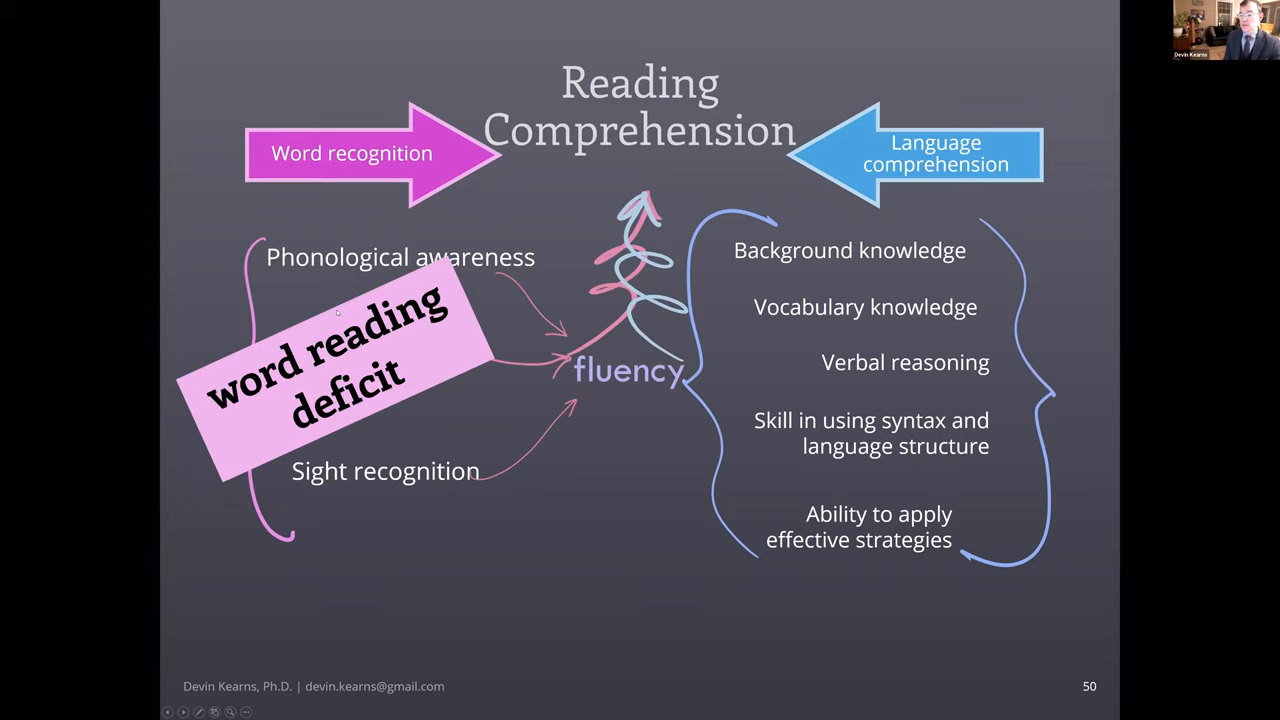 Devin Kearns
Reading
Comprehension
Word recognition
Language
comprehension
Phonological awareness
word reading
deficit
Sight recognition
fluency
Background knowledge
Vocabulary knowledge
Verbal reasoning
Skill in using syntax and
language structure
Ability to apply
effective strategies
Devin Kearns, Ph.D. | devin.kearns@gmail.com
50